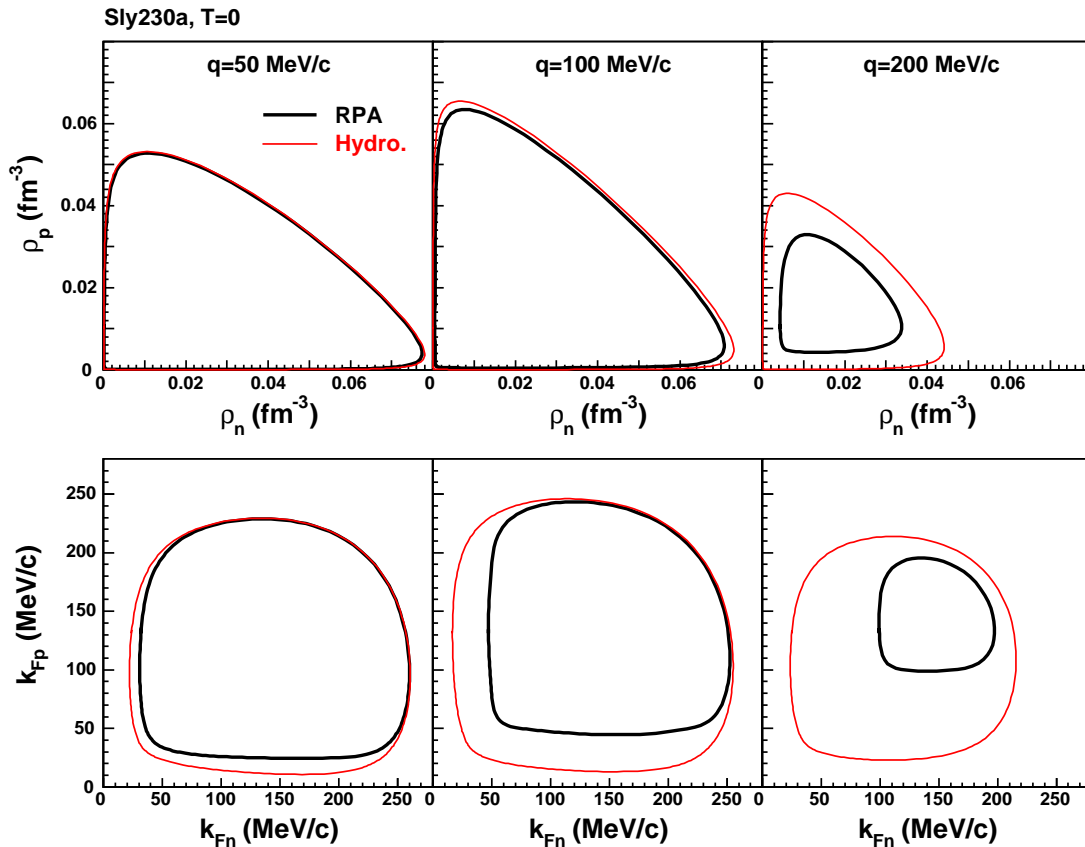 Sly230a, T=0
q=50 MeV/c
q=100 MeV/c
q=200 MeV/c
RPA
Hydro.
ρp (fm-3)
0.06
0.04
0.02
0
0 0.02 0.04 0.06
0 0.02 0.04 0.06
0 0.02 0.04 0.06
ρn (fm-3)
ρn (fm-3)
ρn (fm-3)
kFp (MeV/c)
250
200
150
100
50
0
0 50 100 150 200 250
0 50 100 150 200 250
0 50 100 150 200 250
kFn (MeV/c)
kFn (MeV/c)
kFn (MeV/c)